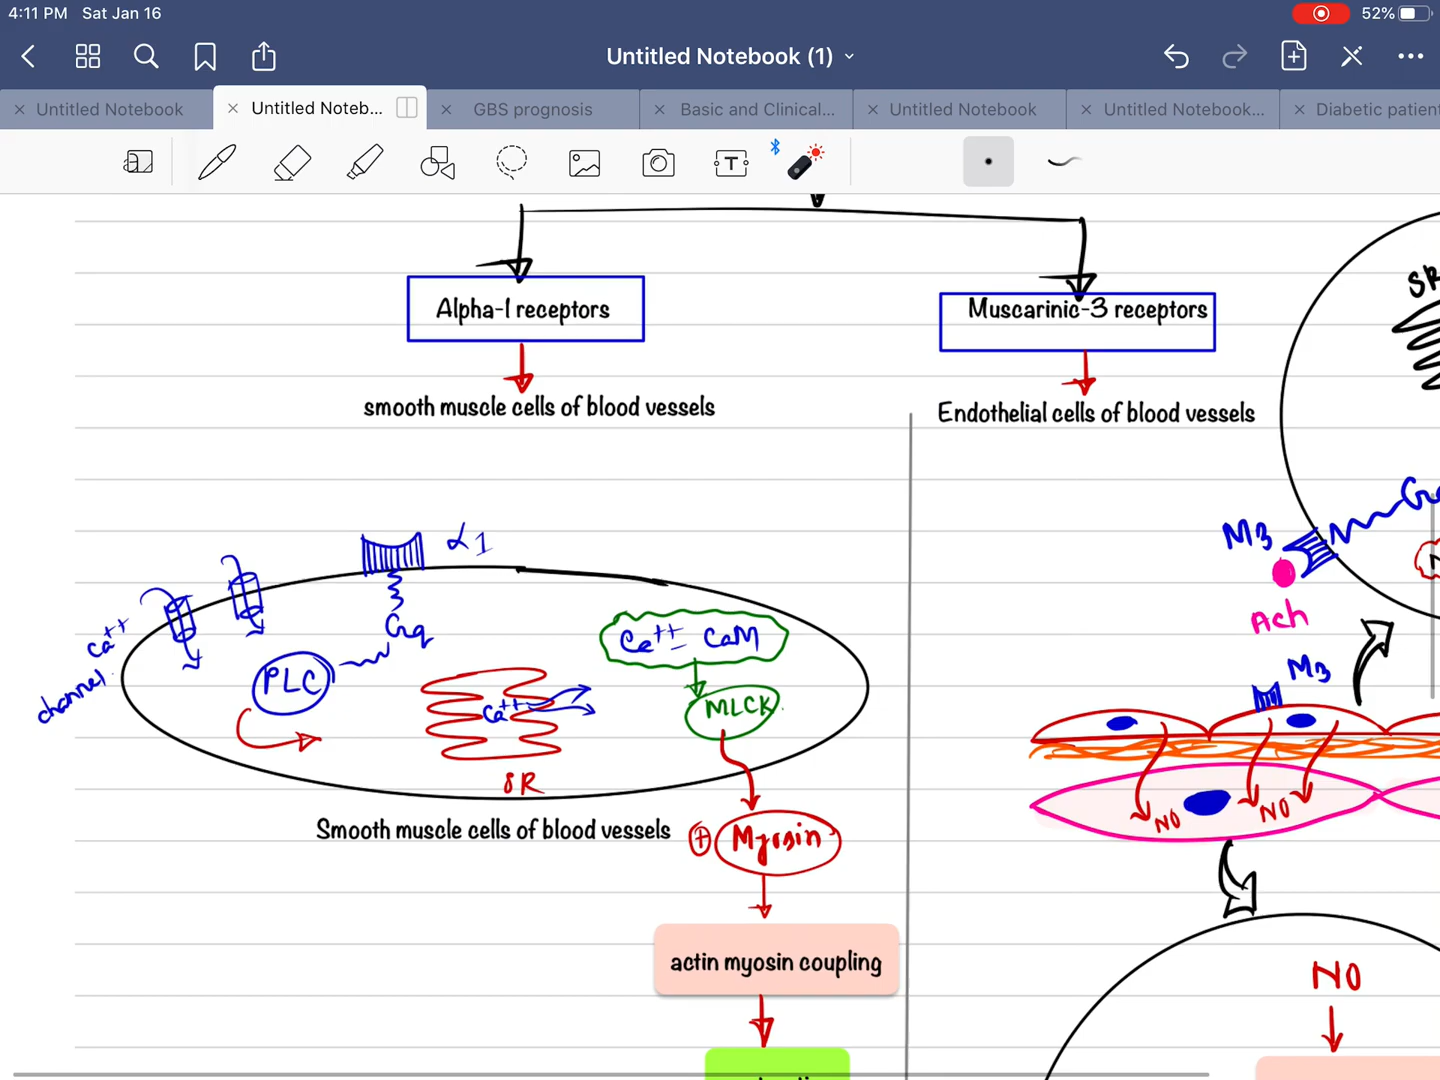 4:11 PM Sat Jan 16
52%
Untitled Notebook (1)
Untitled Notebook
Untitled Noteb...
GBS prognosis
Basic and Clinical...
Untitled Notebook
Untitled Notebook...
Diabetic patient
T
Alpha-1 receptors
Muscarinic-3 receptors
smooth muscle cells of blood vessels
Endothelial cells of blood vessels
SR
α1
M3
Ach
Ca++
channel
Gq
PLC
Ca++ CaM
MLCK
Ca++
SR
M3
NO
NO
Smooth muscle cells of blood vessels
+ Myosin
actin myosin coupling
NO